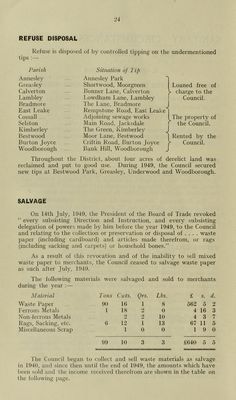 24
REFUSE DISPOSAL
Refuse is disposed of by controlled tipping on the undermentioned
tips :—
Parish Situation of Tip
Annesley ... Annesley Park
Greasley ... Shortwood, Moorgreen
Calverton ... Bonner Lane, Calverton
Lambley ... Lowdham Lane, Lambley
Bradmore ... The Lane, Bradmore
East Leake ... Rempstone Road, East Leake
Loaned free of
charge to the
Council.
Cossall ... Adjoining sewage works
Selston ... Main Road, Jacksdale
Kimberley ... The Green, Kimberley
The property of
the Council.
Bestwood ... Moor Lane, Bestwood
Burton Joyce ... Criftin Road, Burton Joyce
Woodborough ... Bank Hill, Woodborough
Rented by the
Council.
Throughout the District, about four acres of derelict land was
reclaimed and put to good use. During 1949, the Council secured
new tips at Bestwood Park, Greasley, Underwood and Woodborough.
SALVAGE
On 14th July, 1949, the President of the Board of Trade revoked
"every subsisting Direction and Instruction, and every subsisting
delegation of powers made by him before the year 1949, to the Council
and relating to the collection or preservation or disposal of .... waste
paper (including cardboard) and articles made therefrom, or rags
(including sacking and carpets) or household bones."
As a result of this revocation and of the inability to sell mixed
waste paper to merchants, the Council ceased to salvage waste paper
as such after July, 1949.
The following materials were salvaged and sold to merchants
during the year :—
Material Tons Cwts. Qrs. Lbs. £ s. d.
Waste Paper 90 16 1 8 562 5 2
Ferrous Metals 1 18 2 0 4 16 3
Non-ferrous Metals 2 2 10 4 3 7
Rags, Sacking, etc. 6 12 1 13 67 11 5
Miscellaneous Scrap 1 0 0 1 9 0
99 10 3 3 £640 5 5
The Council began to collect and sell waste materials as salvage
in 1940, and since then until the end of 1949, the amounts which have
been sold and the income received therefrom are shown in the table on
the following page.